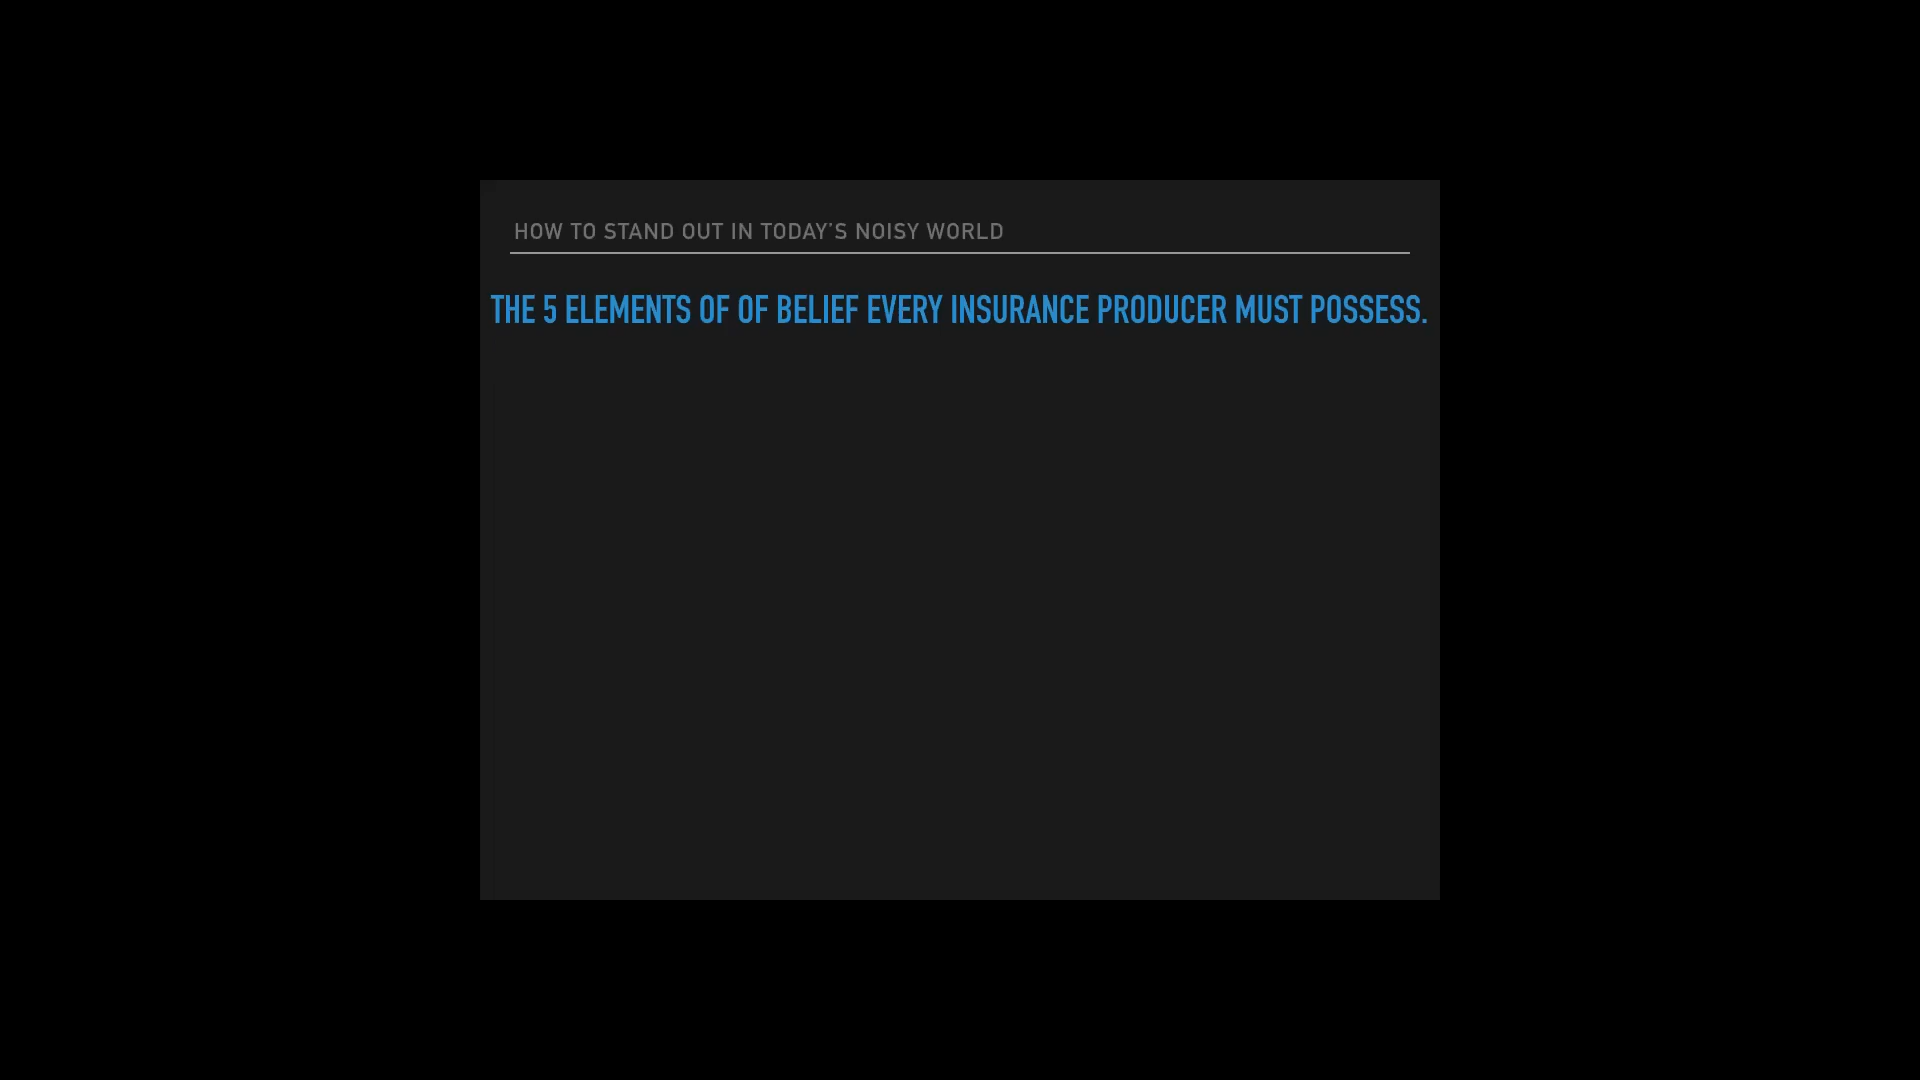 HOW TO STAND OUT IN TODAY’S NOISY WORLD
THE 5 ELEMENTS OF OF BELIEF EVERY INSURANCE PRODUCER MUST POSSESS.